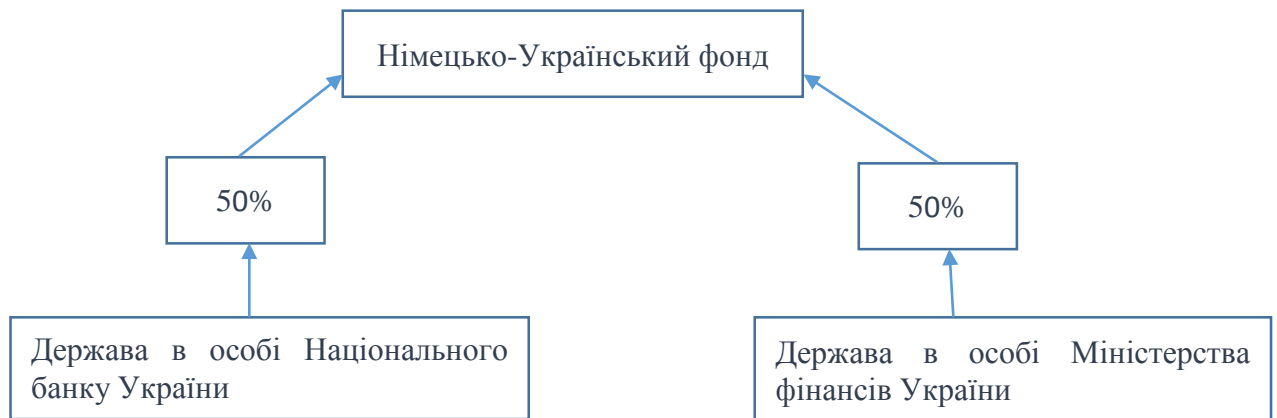 Німецько-Український фонд
50%
50%
Держава в особі Національного
банку України
Держава в особі Міністерства
фінансів України